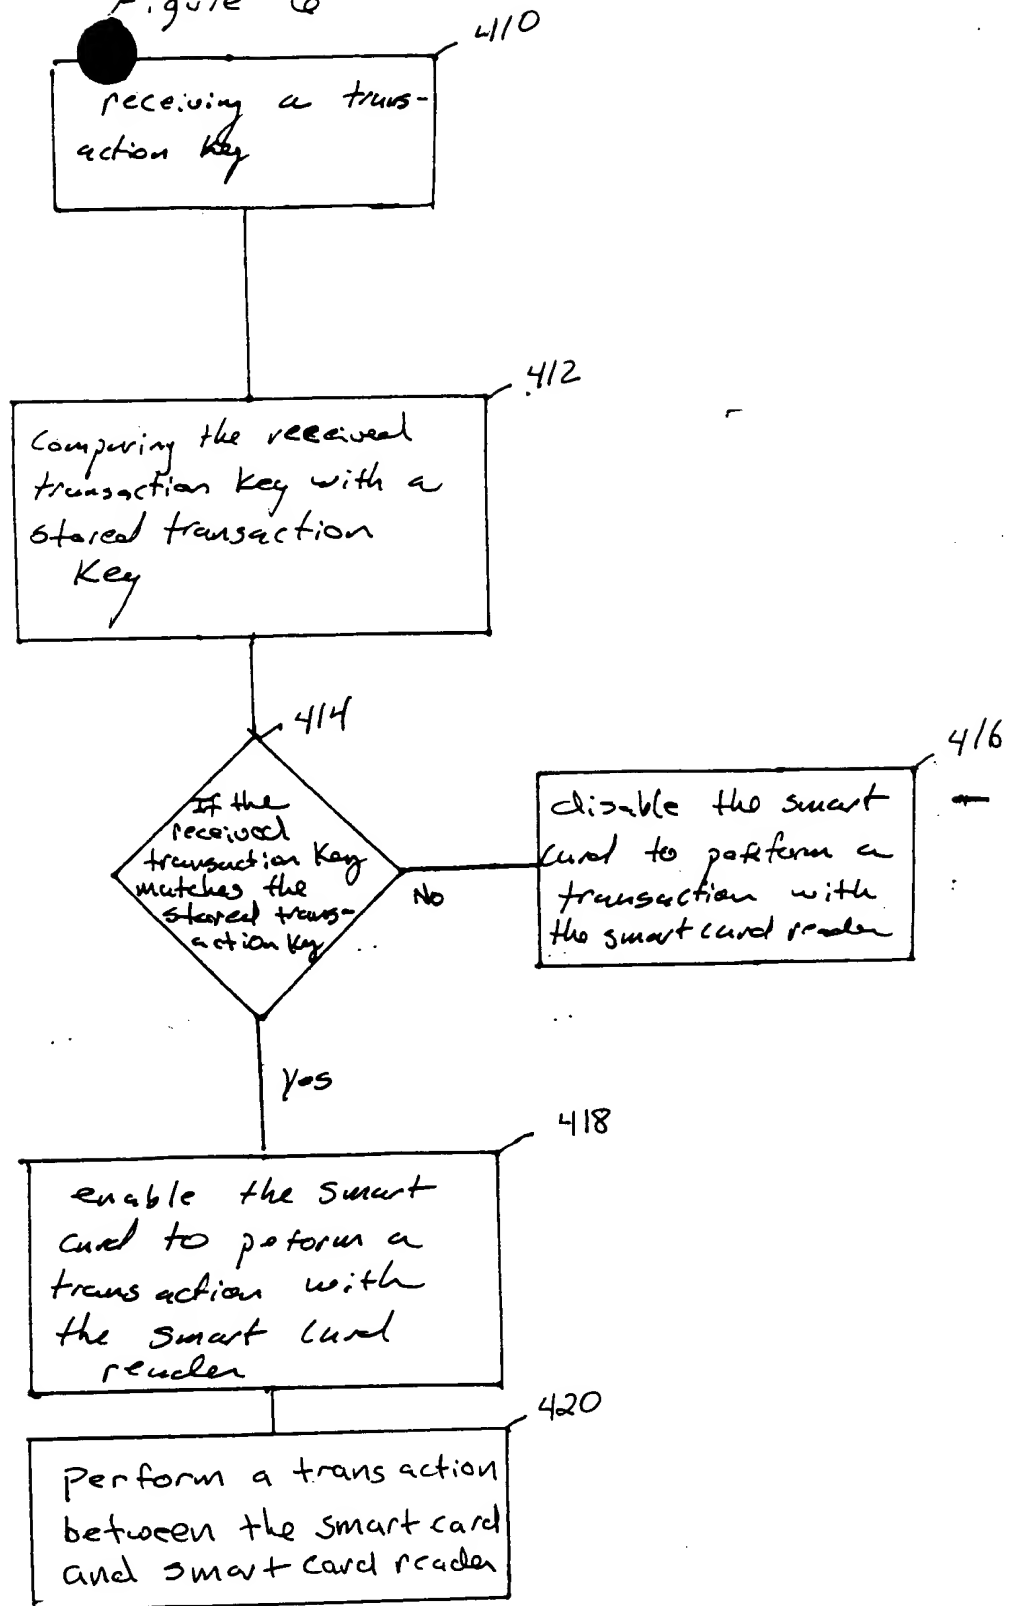 Figure 6
410
receiving a trans-
action key
412
Comparing the received
transaction key with a
stored transaction
Key
414
If the
received
transaction Key
matches the
stored trans-
action Key
No
416
disable the smart
card to peform a
transaction with
the smart card reader
Yes
418
enable the smart
card to peform a
transaction with
the smart card
reader
420
Perform a transaction
between the smart card
and smart card reader